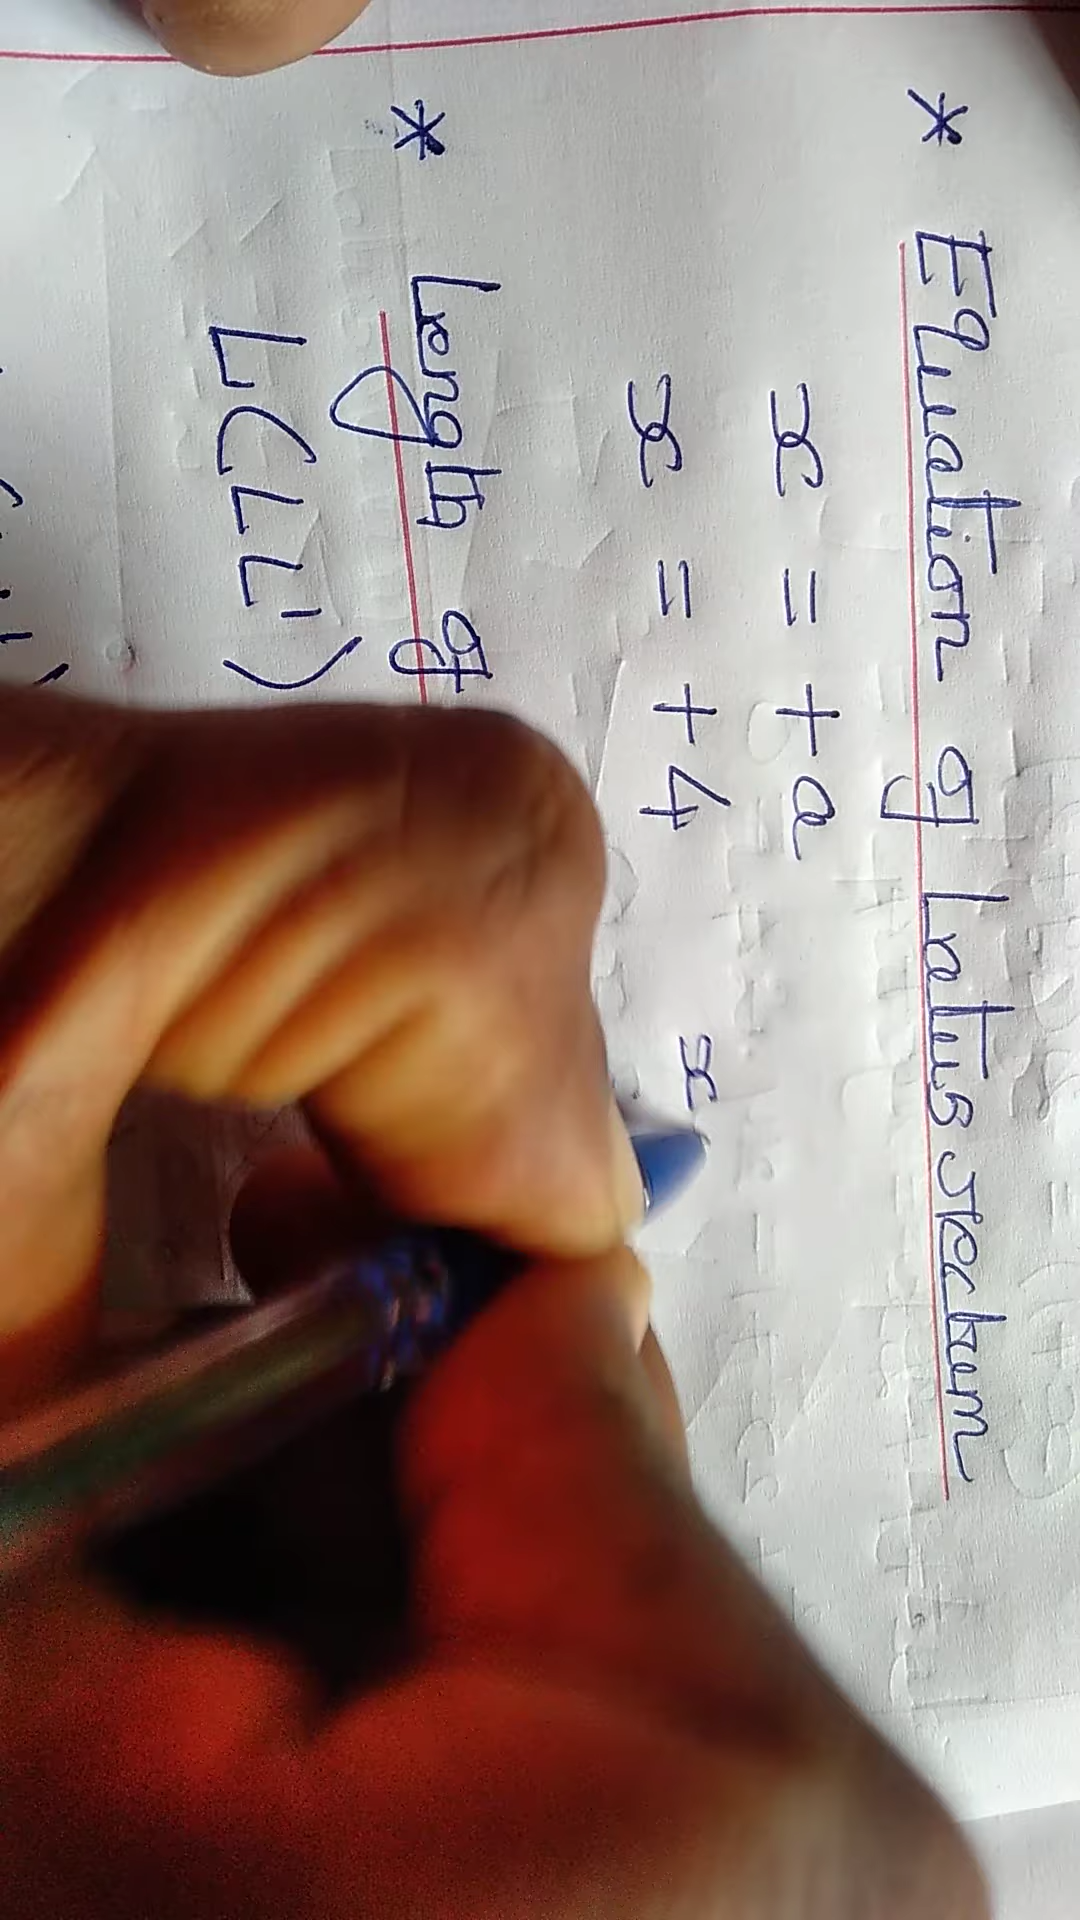 * Equation of Latus rectum
x = + a
x = + 4 x
* Length of
L(LL')